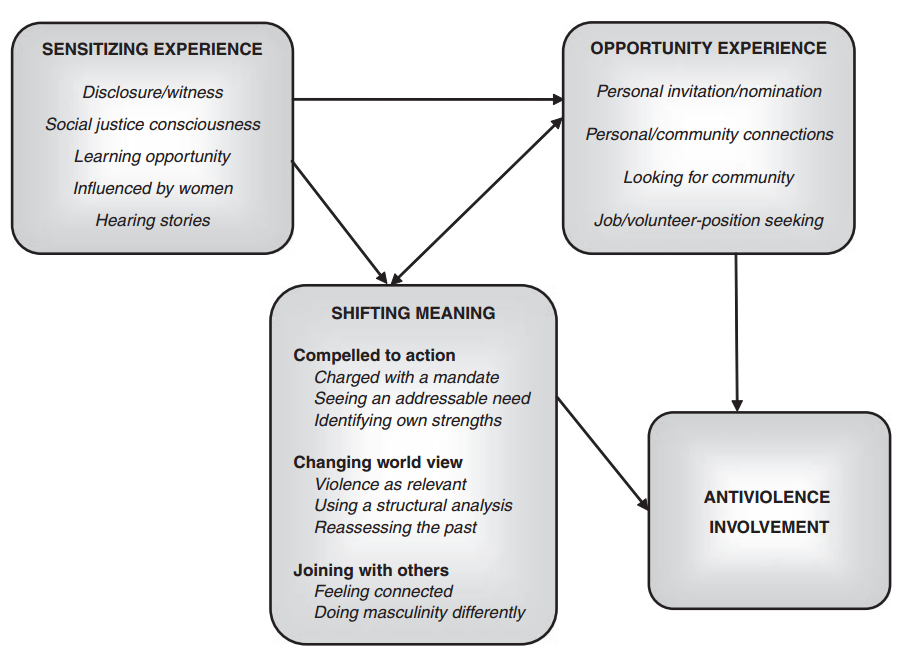 SENSITIZING EXPERIENCE
Disclosure/witness
Social justice consciousness
Learning opportunity
Influenced by women
Hearing stories
OPPORTUNITY EXPERIENCE
Personal invitation/nomination
Personal/community connections
Looking for community
Job/volunteer-position seeking
SHIFTING MEANING
Compelled to action
Charged with a mandate
Seeing an addressable need
Identifying own strengths
Changing world view
Violence as relevant
Using a structural analysis
Reassessing the past
Joining with others
Feeling connected
Doing masculinity differently
ANTIVIOLENCE
INVOLVEMENT